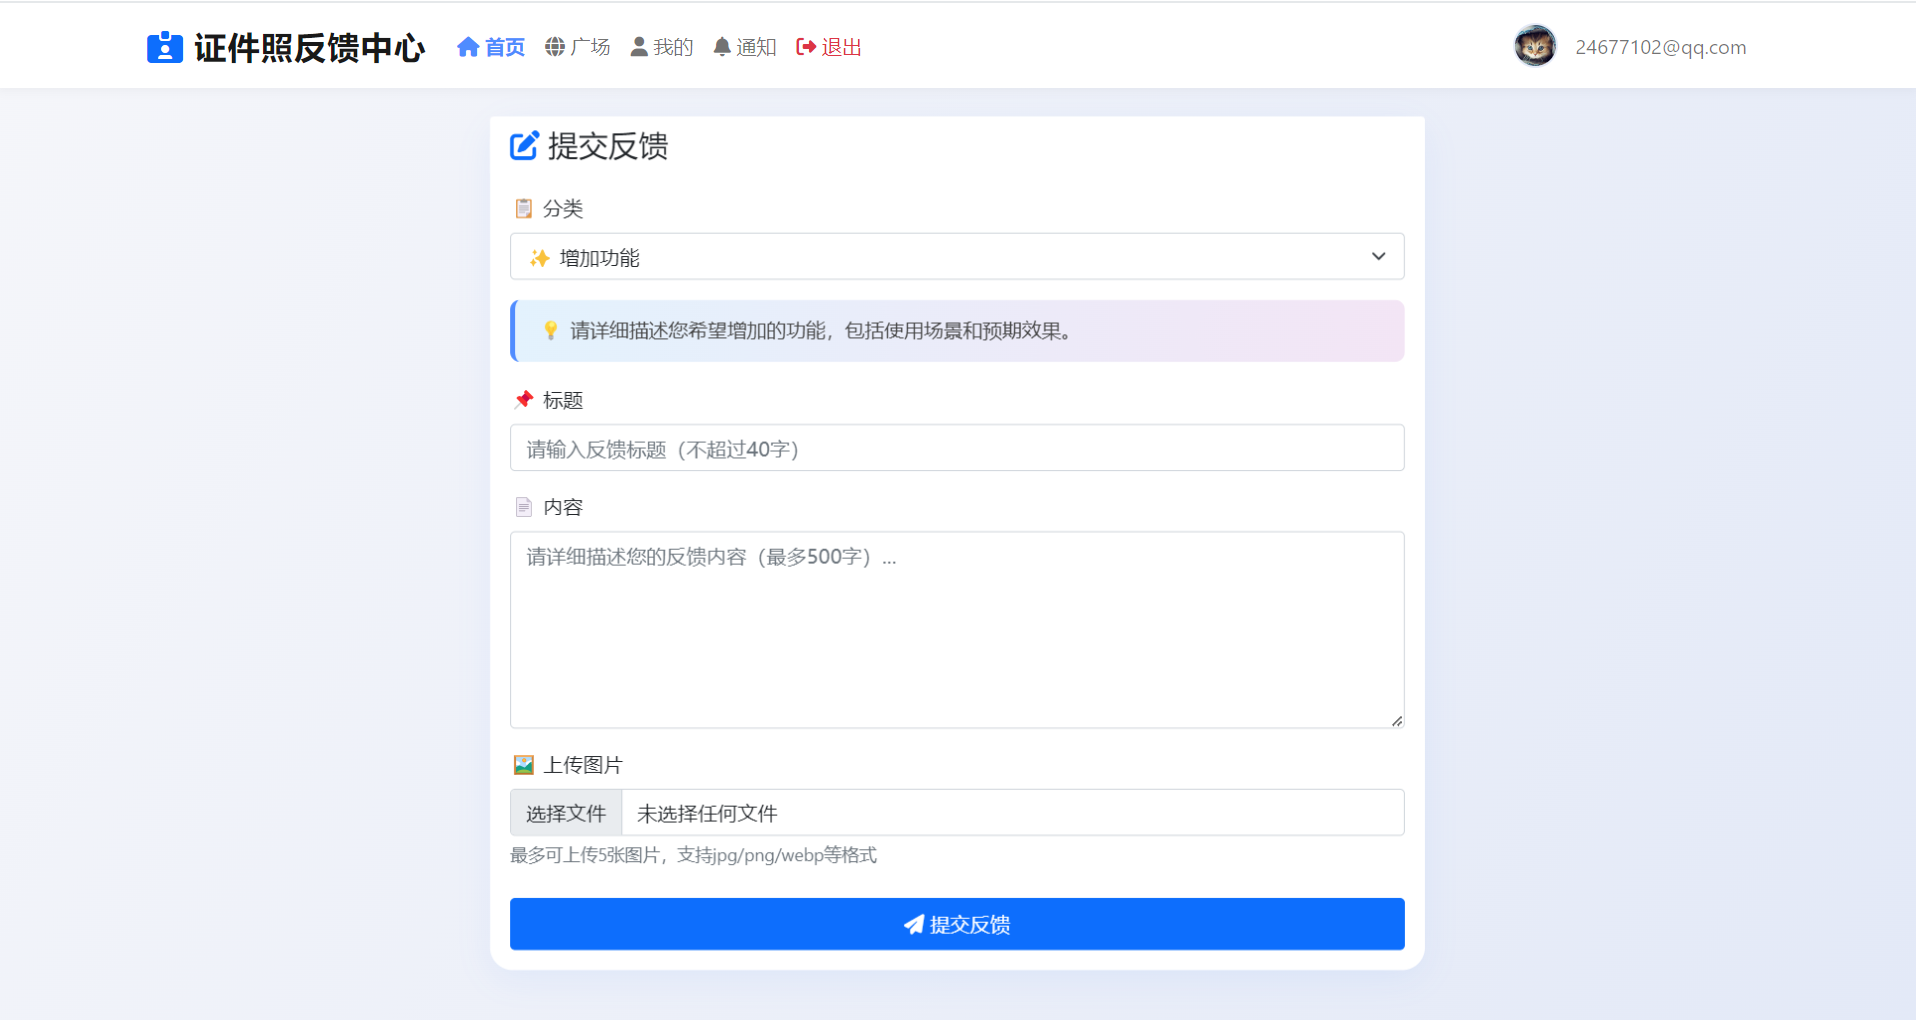 证件照反馈中心 首页 广场 我的 通知 退出 24677102@qq.com
提交反馈
分类
增加功能
请详细描述您希望增加的功能，包括使用场景和预期效果。
标题
请输入反馈标题（不超过40字）
内容
请详细描述您的反馈内容（最多500字）...
上传图片
选择文件 未选择任何文件
最多可上传5张图片，支持jpg/png/webp等格式
提交反馈